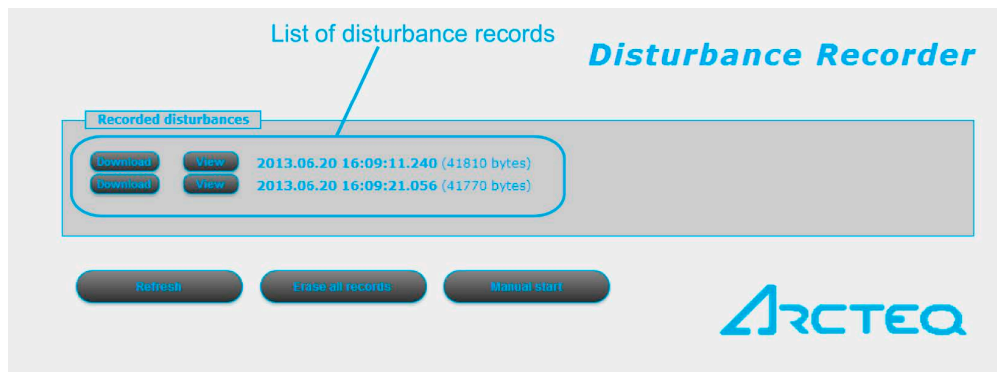 List of disturbance records
Disturbance Recorder
Recorded disturbances
Download View 2013.06.20 16:09:11.240 (41810 bytes)
Download View 2013.06.20 16:09:21.056 (41770 bytes)
Refresh Erase all records Manual start
ARCTEQ